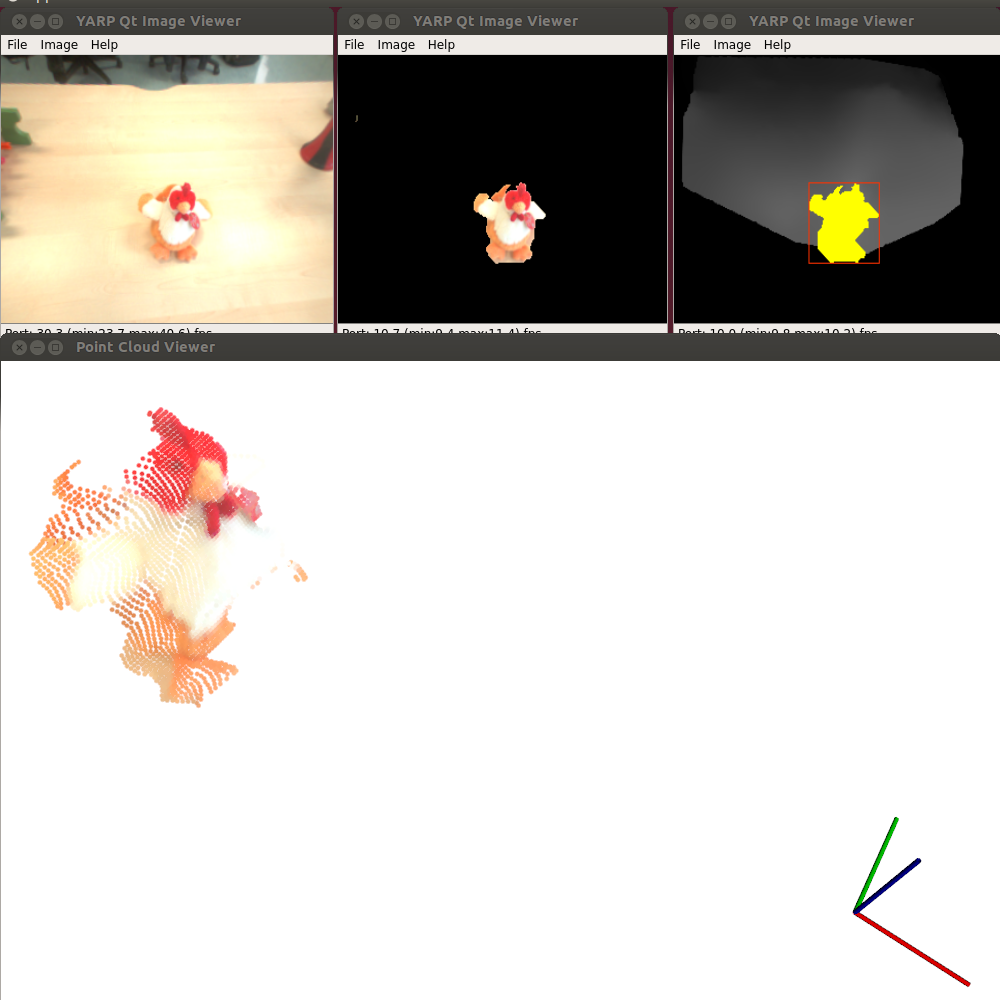 YARP Qt Image Viewer
File Image Help
YARP Qt Image Viewer
File Image Help
YARP Qt Image Viewer
File Image Help
Port: 30.3 (min:23.7 max:40.6) fps
Port: 10.7 (min:9.4 max:11.4) fps
Port: 10.0 (min:9.8 max:10.2) fps
Point Cloud Viewer